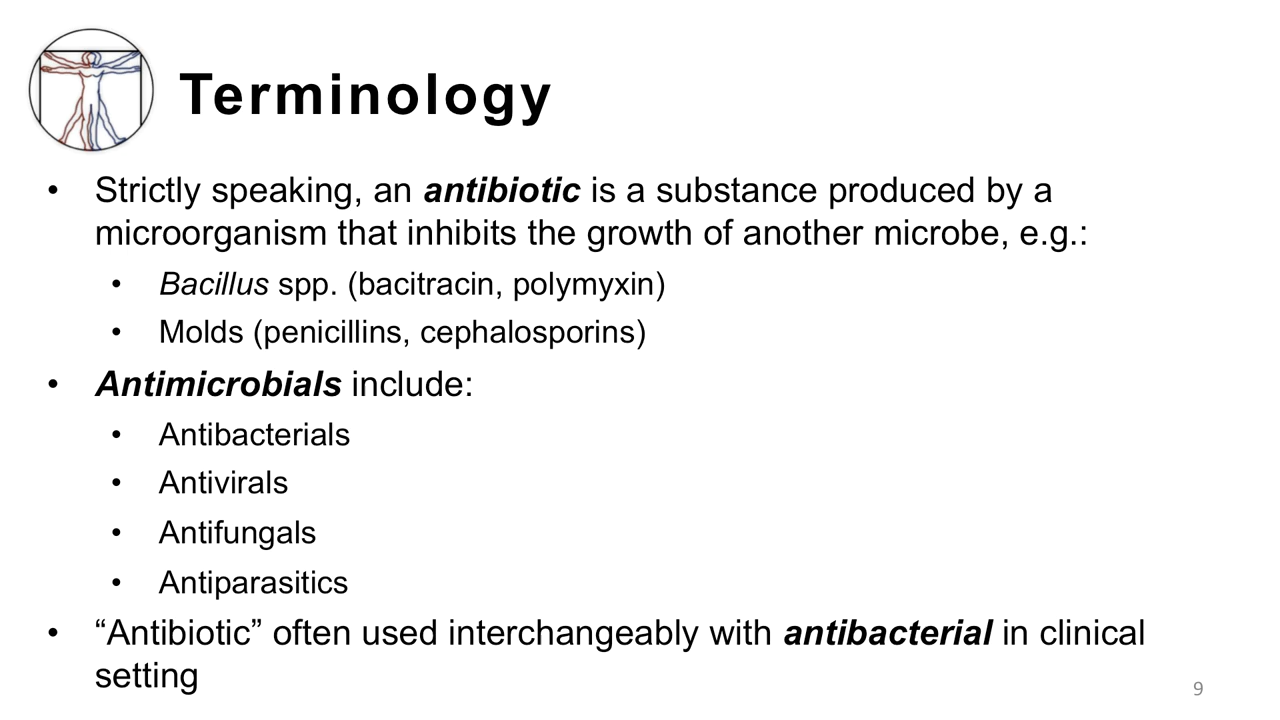 Terminology
• Strictly speaking, an antibiotic is a substance produced by a
microorganism that inhibits the growth of another microbe, e.g.:
• Bacillus spp. (bacitracin, polymyxin)
• Molds (penicillins, cephalosporins)
• Antimicrobials include:
• Antibacterials
• Antivirals
• Antifungals
• Antiparasitics
• “Antibiotic” often used interchangeably with antibacterial in clinical
setting
9